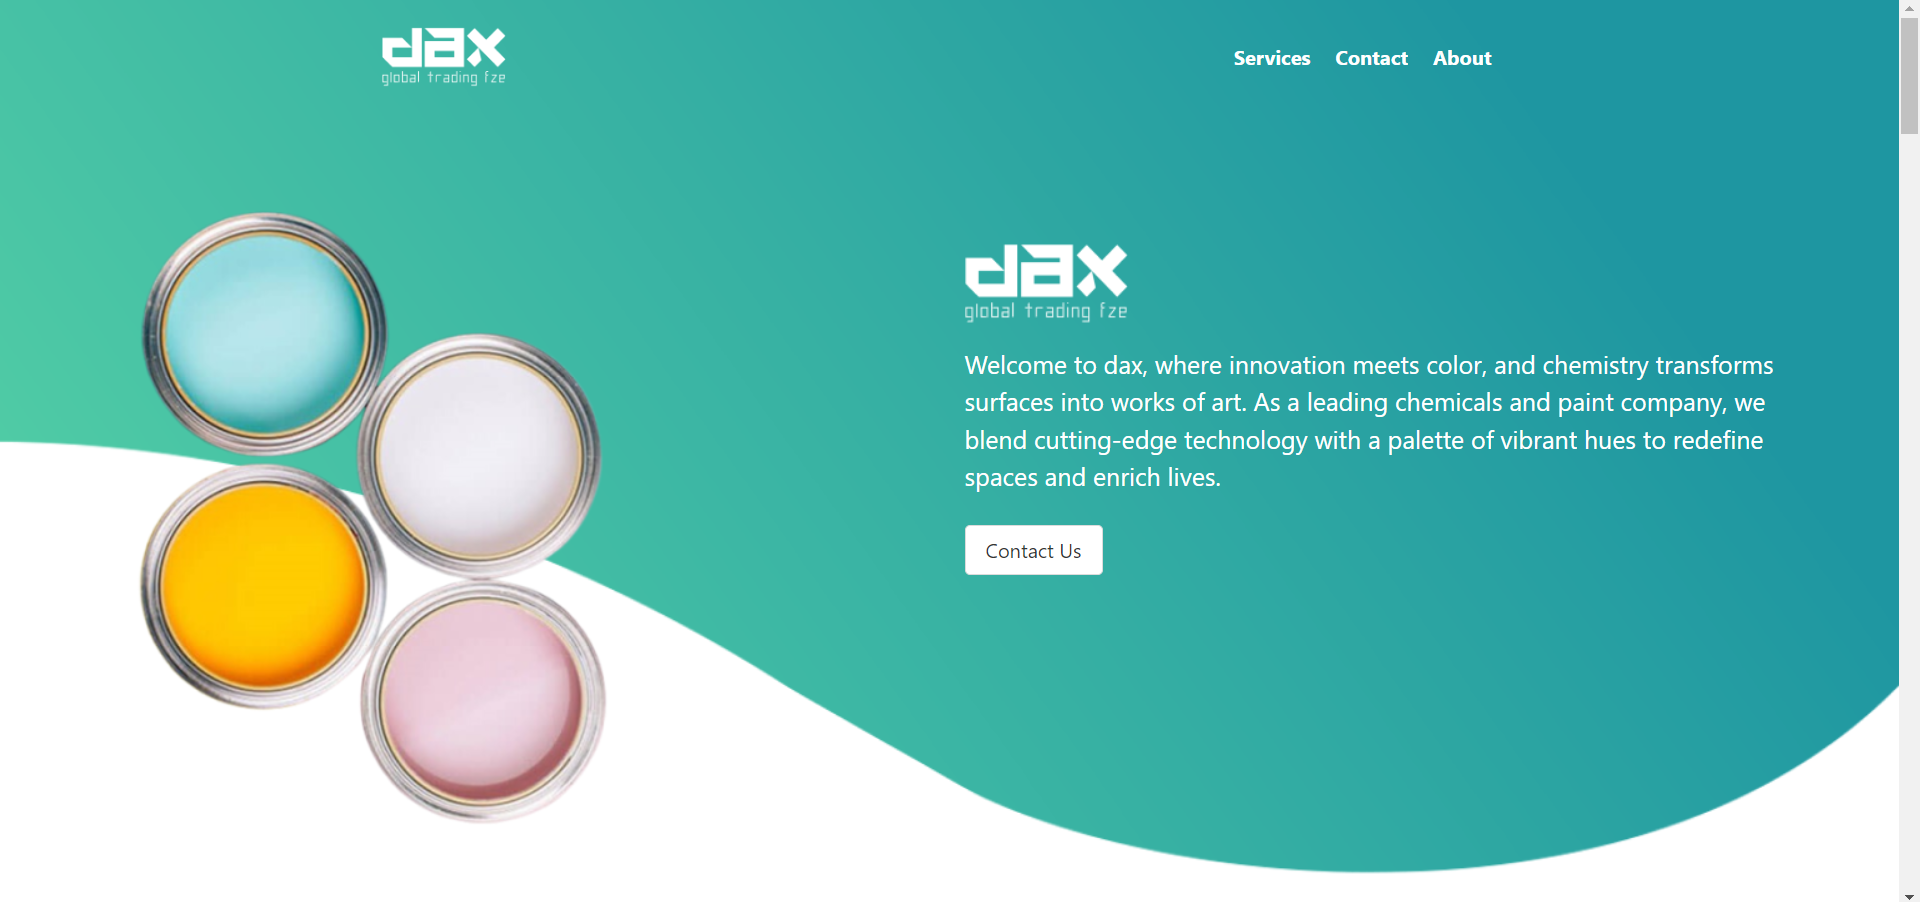 dax
global trading fze
Services Contact About
dax
global trading fze
Welcome to dax, where innovation meets color, and chemistry transforms
surfaces into works of art. As a leading chemicals and paint company, we
blend cutting-edge technology with a palette of vibrant hues to redefine
spaces and enrich lives.
Contact Us